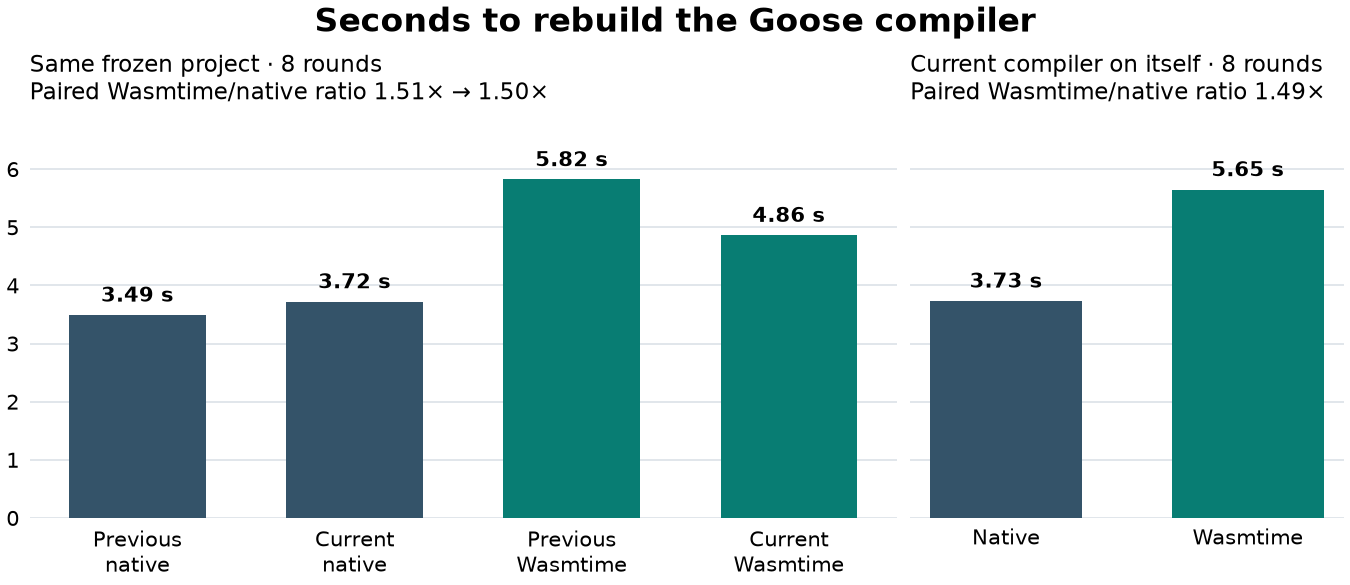 Seconds to rebuild the Goose compiler
Same frozen project · 8 rounds
Paired Wasmtime/native ratio 1.51× → 1.50×
6
5
4
3
2
1
0
3.49 s
3.72 s
5.82 s
4.86 s
Previous
native
Current
native
Previous
Wasmtime
Current
Wasmtime
Current compiler on itself · 8 rounds
Paired Wasmtime/native ratio 1.49×
3.73 s
5.65 s
Native
Wasmtime